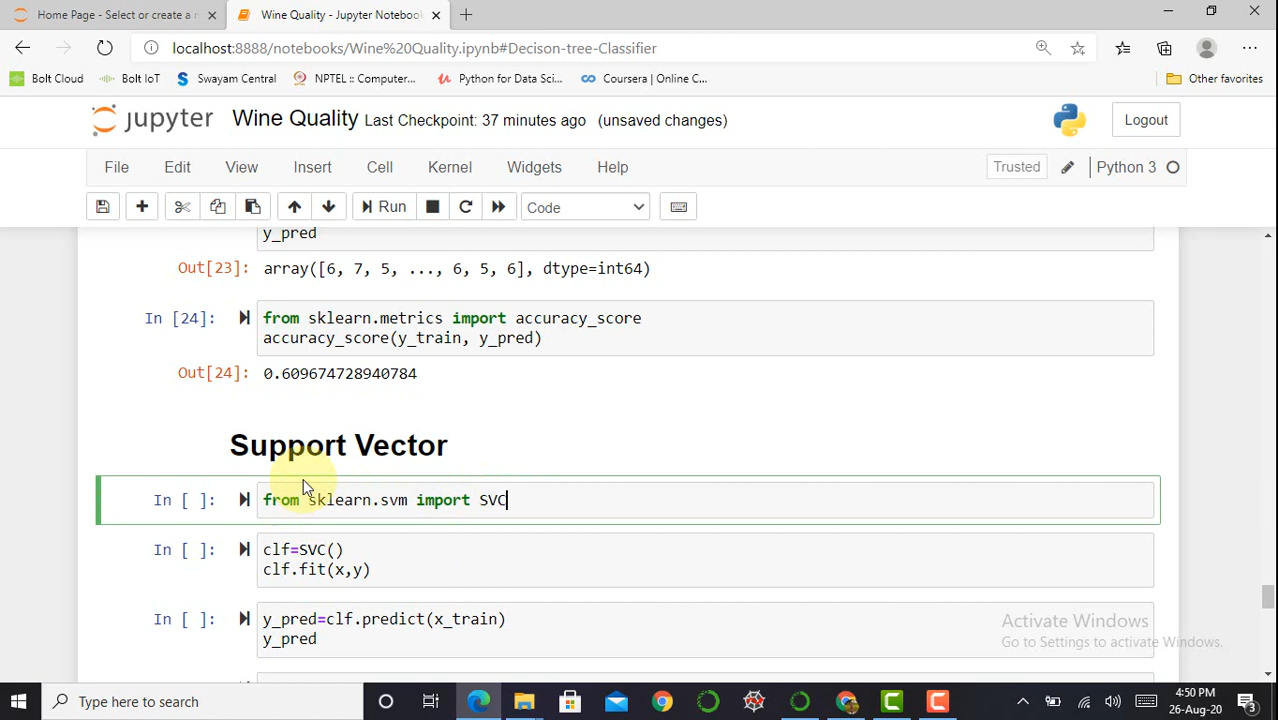 Home Page - Select or create a n
Wine Quality - Jupyter Notebook
localhost:8888/notebooks/Wine%20Quality.ipynb#Decison-tree-Classifier
Bolt Cloud
Bolt IoT
Swayam Central
NPTEL :: Computer...
Python for Data Sci...
Coursera | Online C...
Other favorites
jupyter
Wine Quality Last Checkpoint: 37 minutes ago (unsaved changes)
Logout
File Edit View Insert Cell Kernel Widgets Help
Trusted
Python 3
Run
Code
y_pred
Out[23]: array([6, 7, 5, ..., 6, 5, 6], dtype=int64)
In [24]: from sklearn.metrics import accuracy_score
accuracy_score(y_train, y_pred)
Out[24]: 0.609674728940784
Support Vector
In [ ]: from sklearn.svm import SVC
In [ ]: clf=SVC()
clf.fit(x,y)
In [ ]: y_pred=clf.predict(x_train)
y_pred
Activate Windows
Go to Settings to activate Windows.
Type here to search
4:50 PM
26-Aug-20
3